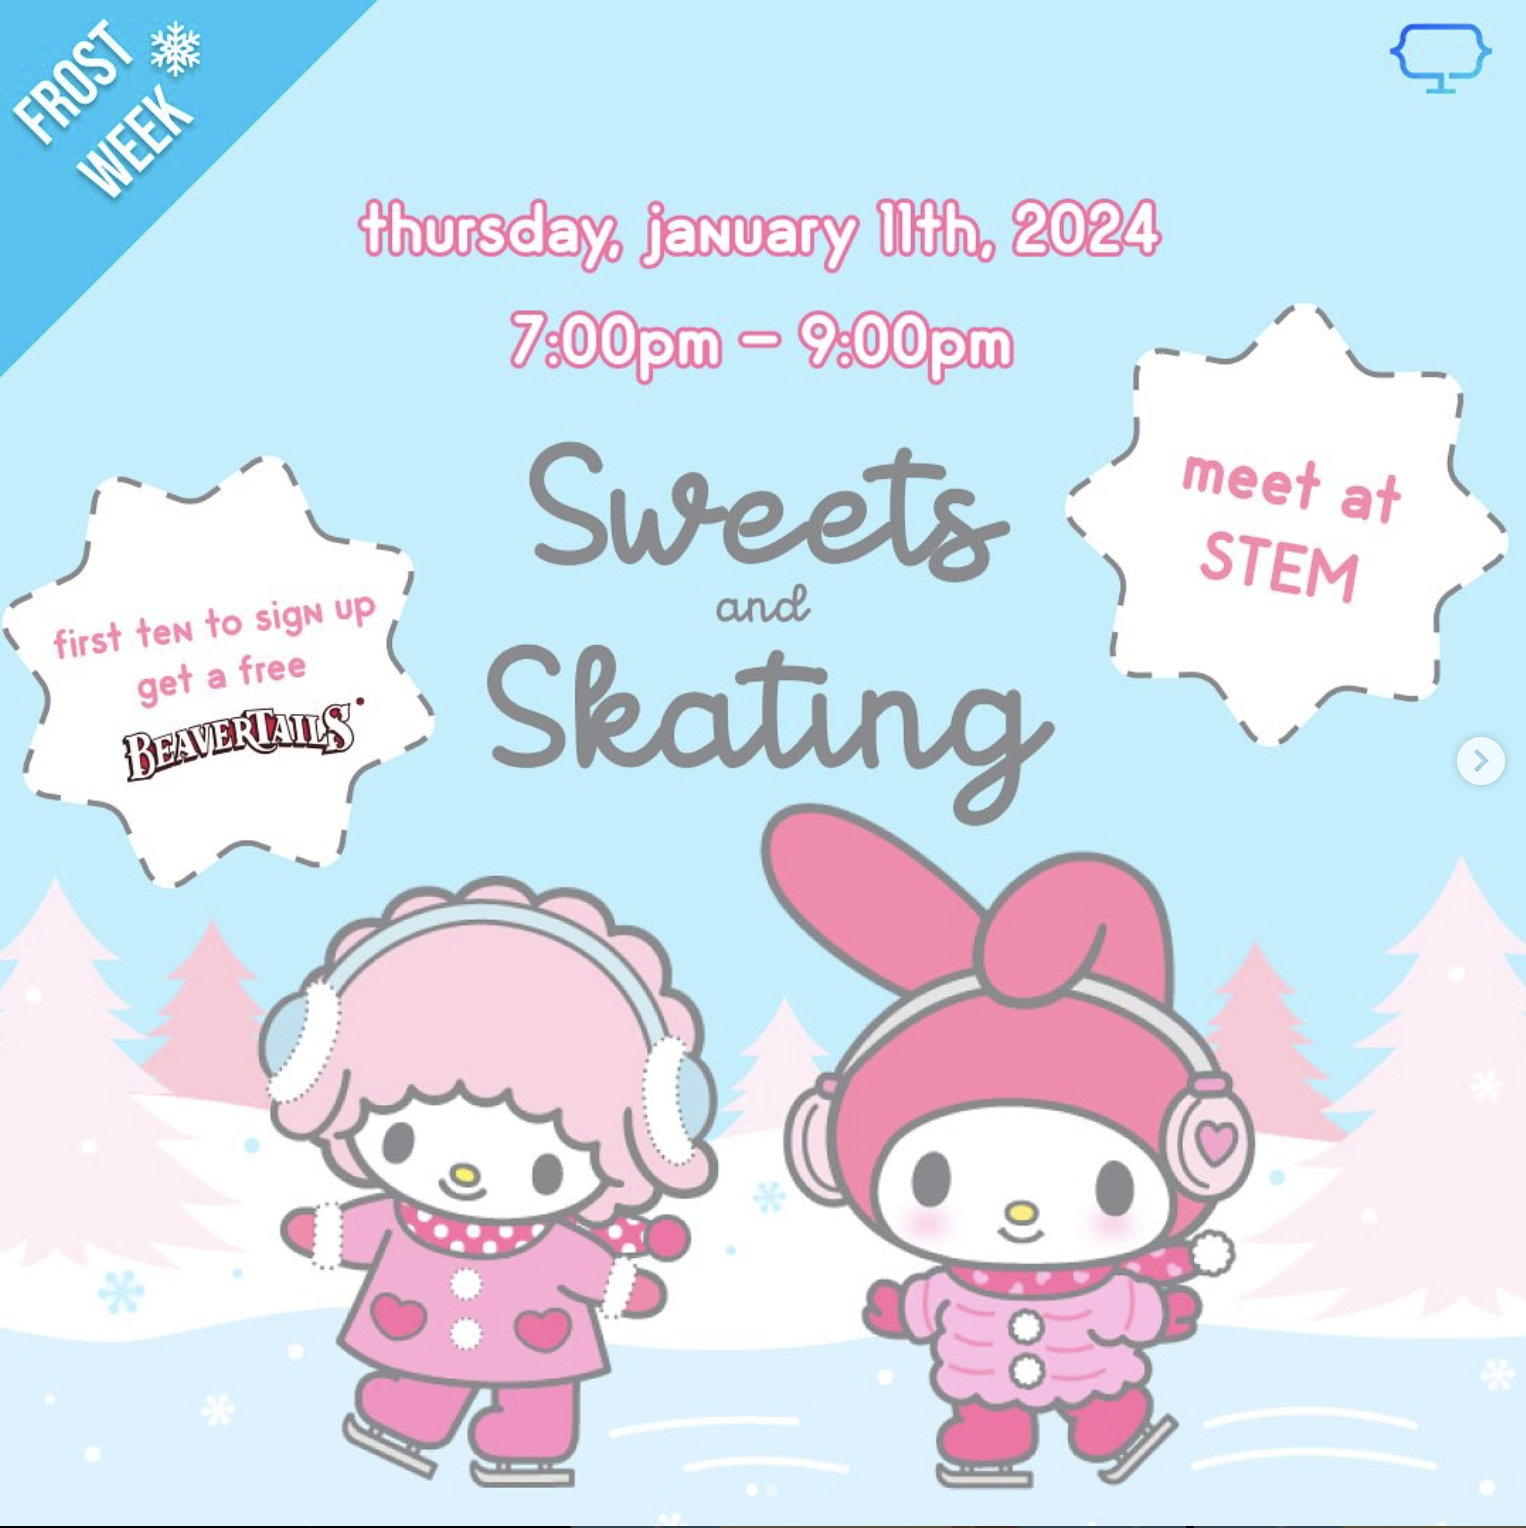 FROST
WEEK
thursday, january 11th, 2024
7:00pm - 9:00pm
Sweets
and
Skating
meet at
STEM
first ten to sign up
get a free
BEAVERTAILS